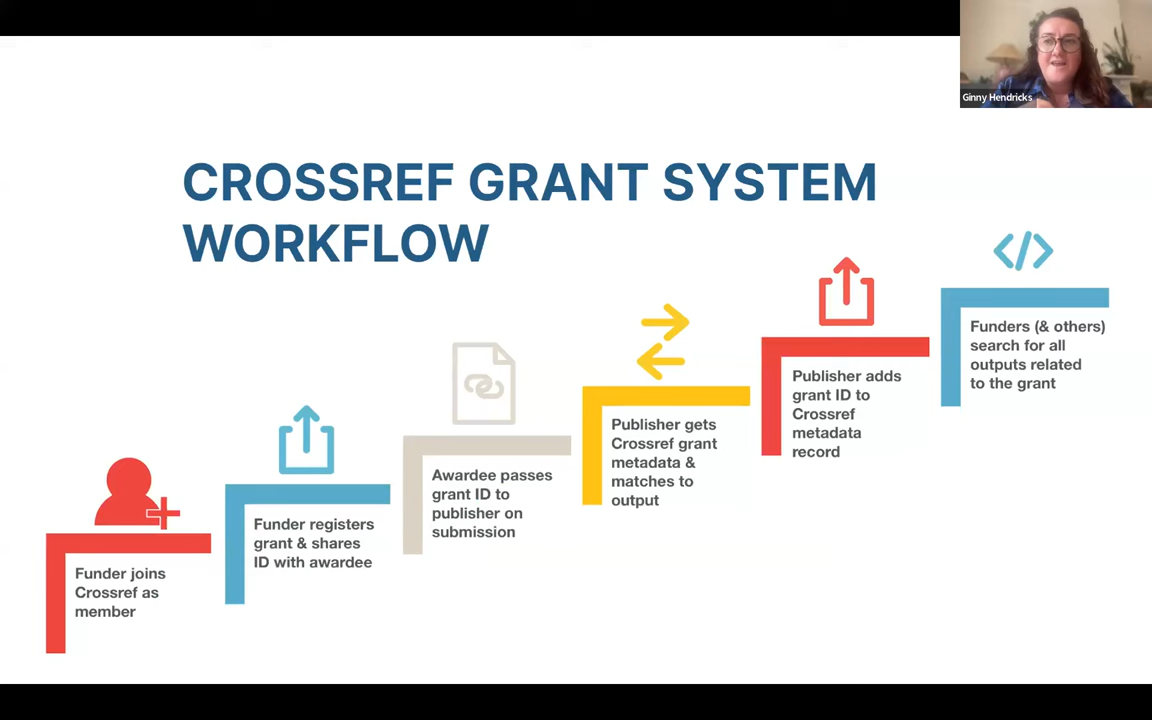 Ginny Hendricks
CROSSREF GRANT SYSTEM
WORKFLOW
Funder joins
Crossref as
member
Funder registers
grant & shares
ID with awardee
Awardee passes
grant ID to
publisher on
submission
Publisher gets
Crossref grant
metadata &
matches to
output
Publisher adds
grant ID to
Crossref
metadata
record
Funders (& others)
search for all
outputs related
to the grant